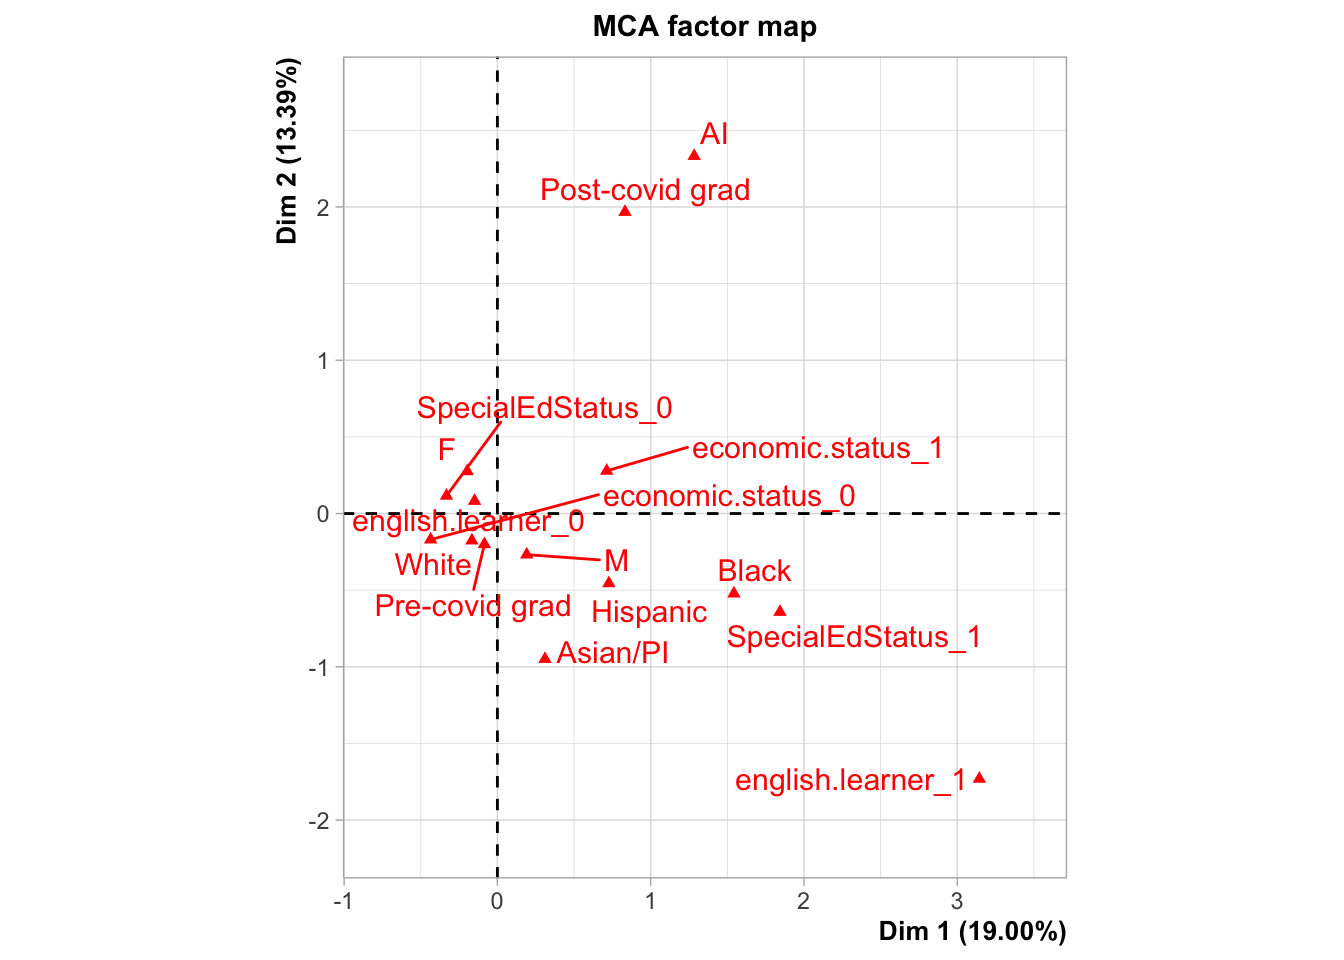 MCA factor map
Dim 2 (13.39%)
AI
Post-covid grad
2
1
SpecialEdStatus_0
F
economic.status_1
economic.status_0
0
english.learner_0
White
M
Black
Pre-covid grad
Hispanic
SpecialEdStatus_1
Asian/PI
-1
english.learner_1
-2
-1
0
1
2
3
Dim 1 (19.00%)